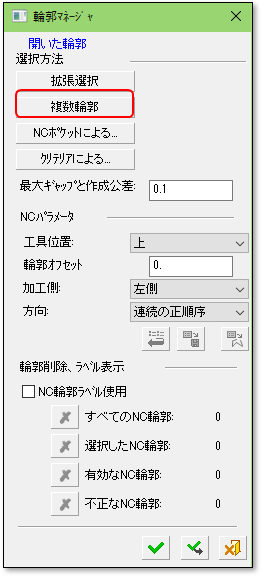 輪郭マネージャ
開いた輪郭
選択方法
拡張選択
複数輪郭
NCポケットによる...
クリテリアによる...
最大ギャップと作成公差: 0.1
NCパラメータ
工具位置: 上
輪郭オフセット 0.
加工側: 左側
方向: 連続の正順序
輪郭削除、ラベル表示
NC輪郭ラベル使用
すべてのNC輪郭: 0
選択したNC輪郭: 0
有効なNC輪郭: 0
不正なNC輪郭: 0